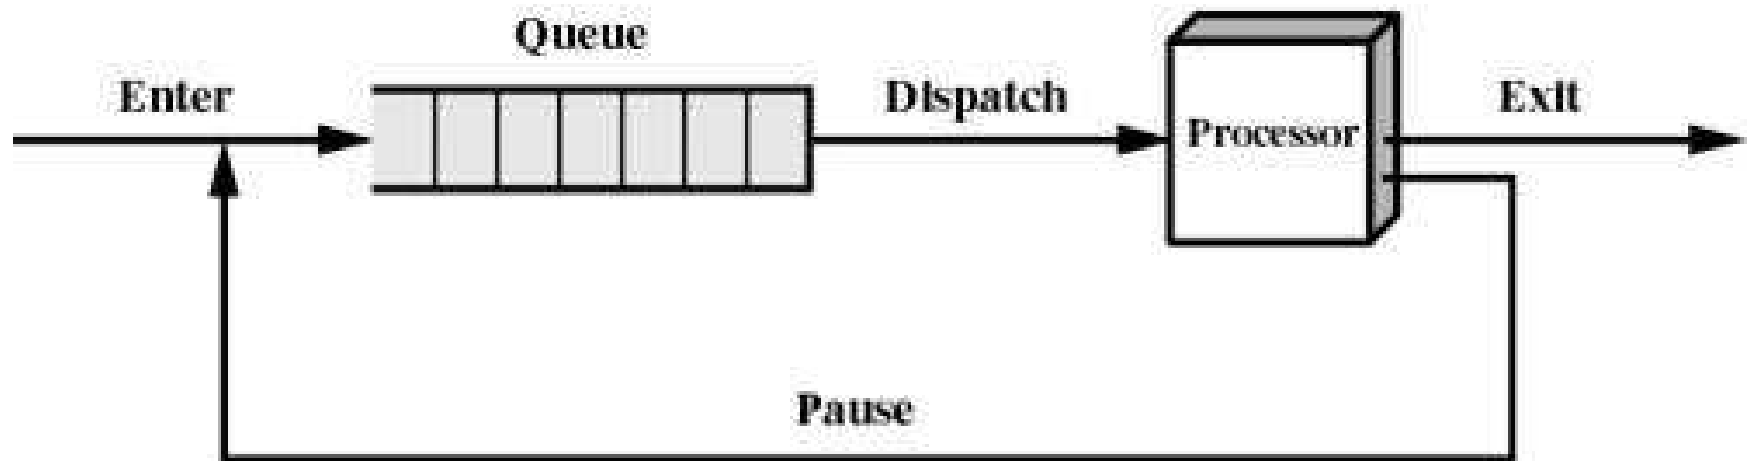 Queue
Enter
Dispatch
Processor
Exit
Pause